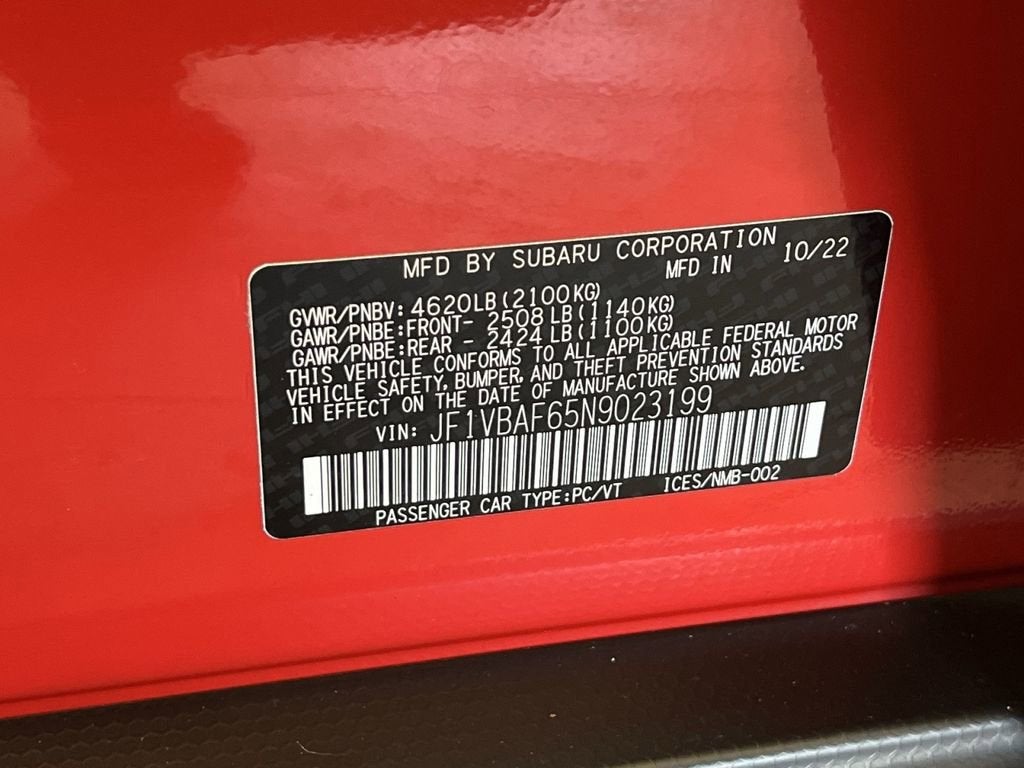 MFD BY SUBARU CORPORATION
MFD IN 10/22
GVWR/PNBV: 4620LB(2100KG)
GAWR/PNBE:FRONT- 2508LB(1140KG)
GAWR/PNBE:REAR - 2424LB(1100KG)
THIS VEHICLE CONFORMS TO ALL APPLICABLE FEDERAL MOTOR
VEHICLE SAFETY, BUMPER, AND THEFT PREVENTION STANDARDS
IN EFFECT ON THE DATE OF MANUFACTURE SHOWN ABOVE.
VIN: JF1VBAF65N9023199
PASSENGER CAR TYPE:PC/VT ICES/NMB-002